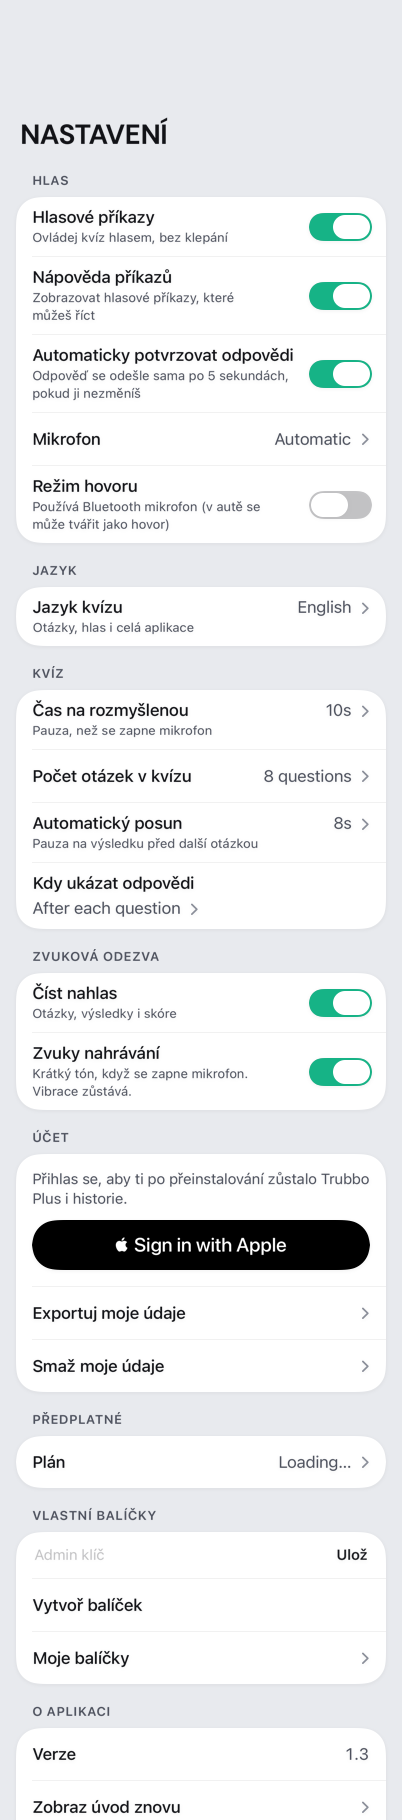 NASTAVENÍ
HLAS
Hlasové příkazy
Ovládej kvíz hlasem, bez klepání
Nápověda příkazů
Zobrazovat hlasové příkazy, které
můžeš říct
Automaticky potvrzovat odpovědi
Odpověď se odešle sama po 5 sekundách,
pokud ji nezměníš
Mikrofon Automatic
Režim hovoru
Používá Bluetooth mikrofon (v autě se
může tvářit jako hovor)
JAZYK
Jazyk kvízu English
Otázky, hlas i celá aplikace
KVÍZ
Čas na rozmyšlenou 10s
Pauza, než se zapne mikrofon
Počet otázek v kvízu 8 questions
Automatický posun 8s
Pauza na výsledku před další otázkou
Kdy ukázat odpovědi
After each question
ZVUKOVÁ ODEZVA
Číst nahlas
Otázky, výsledky i skóre
Zvuky nahrávání
Krátký tón, když se zapne mikrofon.
Vibrace zůstává.
ÚČET
Přihlas se, aby ti po přeinstalování zůstalo Trubbo
Plus i historie.
Sign in with Apple
Exportuj moje údaje
Smaž moje údaje
PŘEDPLATNÉ
Plán Loading...
VLASTNÍ BALÍČKY
Admin klíč Ulož
Vytvoř balíček
Moje balíčky
O APLIKACI
Verze 1.3
Zobraz úvod znovu